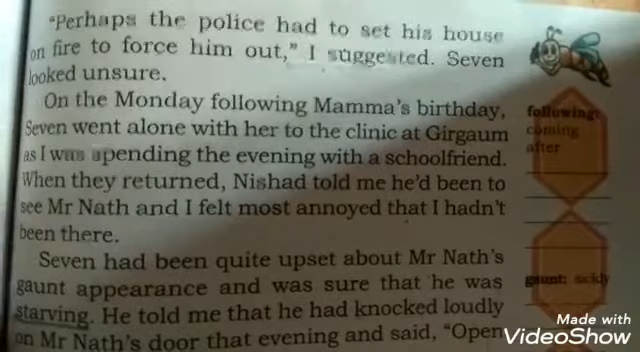 "Perhaps the police had to set his house
on fire to force him out," I suggested. Seven
looked unsure.
On the Monday following Mamma's birthday,
Seven went alone with her to the clinic at Girgaum
as I was spending the evening with a schoolfriend.
When they returned, Nishad told me he'd been to
see Mr Nath and I felt most annoyed that I hadn't
been there.
Seven had been quite upset about Mr Nath's
gaunt appearance and was sure that he was
starving. He told me that he had knocked loudly
on Mr Nath's door that evening and said, "Open
following:
coming
after
gaunt: sickly
Made with
VideoShow